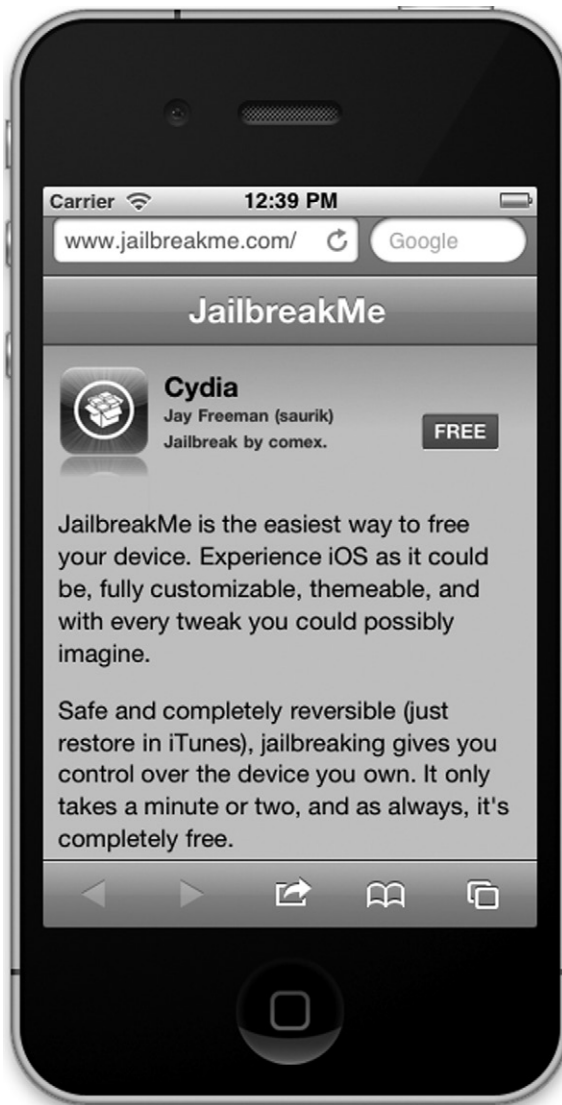 Carrier 12:39 PM
www.jailbreakme.com/ Google
JailbreakMe
Cydia
Jay Freeman (saurik)
Jailbreak by comex.
FREE
JailbreakMe is the easiest way to free
your device. Experience iOS as it could
be, fully customizable, themeable, and
with every tweak you could possibly
imagine.
Safe and completely reversible (just
restore in iTunes), jailbreaking gives you
control over the device you own. It only
takes a minute or two, and as always, it's
completely free.